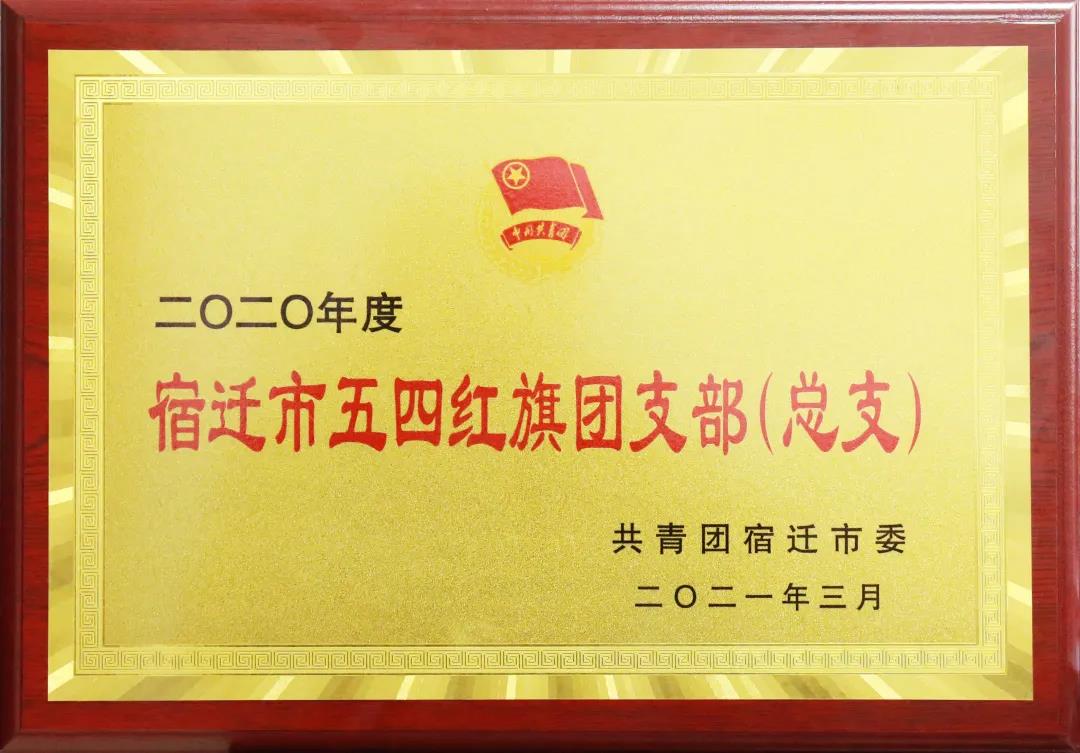 中国共青团
二〇二〇年度
宿迁市五四红旗团支部(总支)
共青团宿迁市委
二〇二一年三月